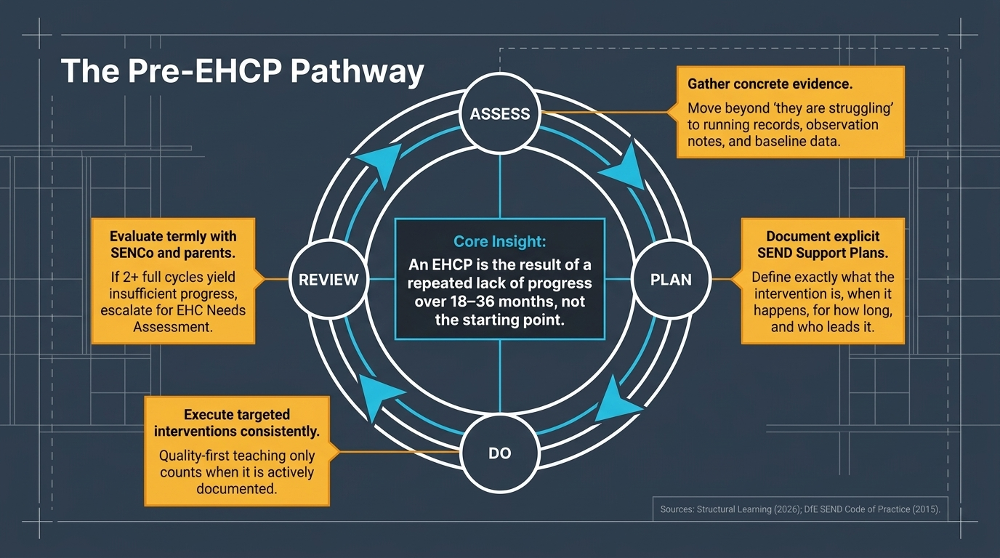 The Pre-EHCP Pathway
ASSESS
Gather concrete evidence.
Move beyond ‘they are struggling’
to running records, observation
notes, and baseline data.
PLAN
Document explicit
SEND Support Plans.
Define exactly what the
intervention is, when it
happens, for how long,
and who leads it.
DO
Execute targeted
interventions consistently.
Quality-first teaching only
counts when it is actively
documented.
REVIEW
Evaluate termly with
SENCo and parents.
If 2+ full cycles yield
insufficient progress,
escalate for EHC Needs
Assessment.
Core Insight:
An EHCP is the result of a
repeated lack of progress
over 18–36 months, not
the starting point.
Sources: Structural Learning (2026); DfE SEND Code of Practice (2015).